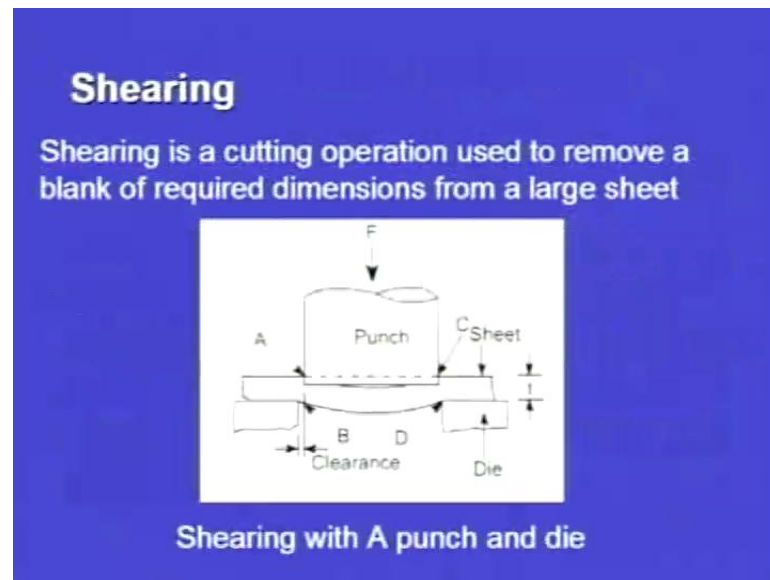 Shearing
Shearing is a cutting operation used to remove a
blank of required dimensions from a large sheet
F
A
Punch
C
Sheet
t
B
D
Clearance
Die
Shearing with A punch and die